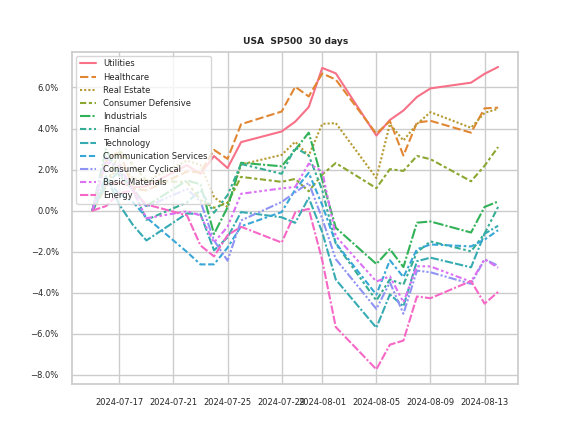 USA SP500 30 days
Utilities
Healthcare
Real Estate
Consumer Defensive
Industrials
Financial
Technology
Communication Services
Consumer Cyclical
Basic Materials
Energy
6.0%
4.0%
2.0%
0.0%
−2.0%
−4.0%
−6.0%
−8.0%
2024-07-17 2024-07-21 2024-07-25 2024-07-29 2024-08-01 2024-08-05 2024-08-09 2024-08-13